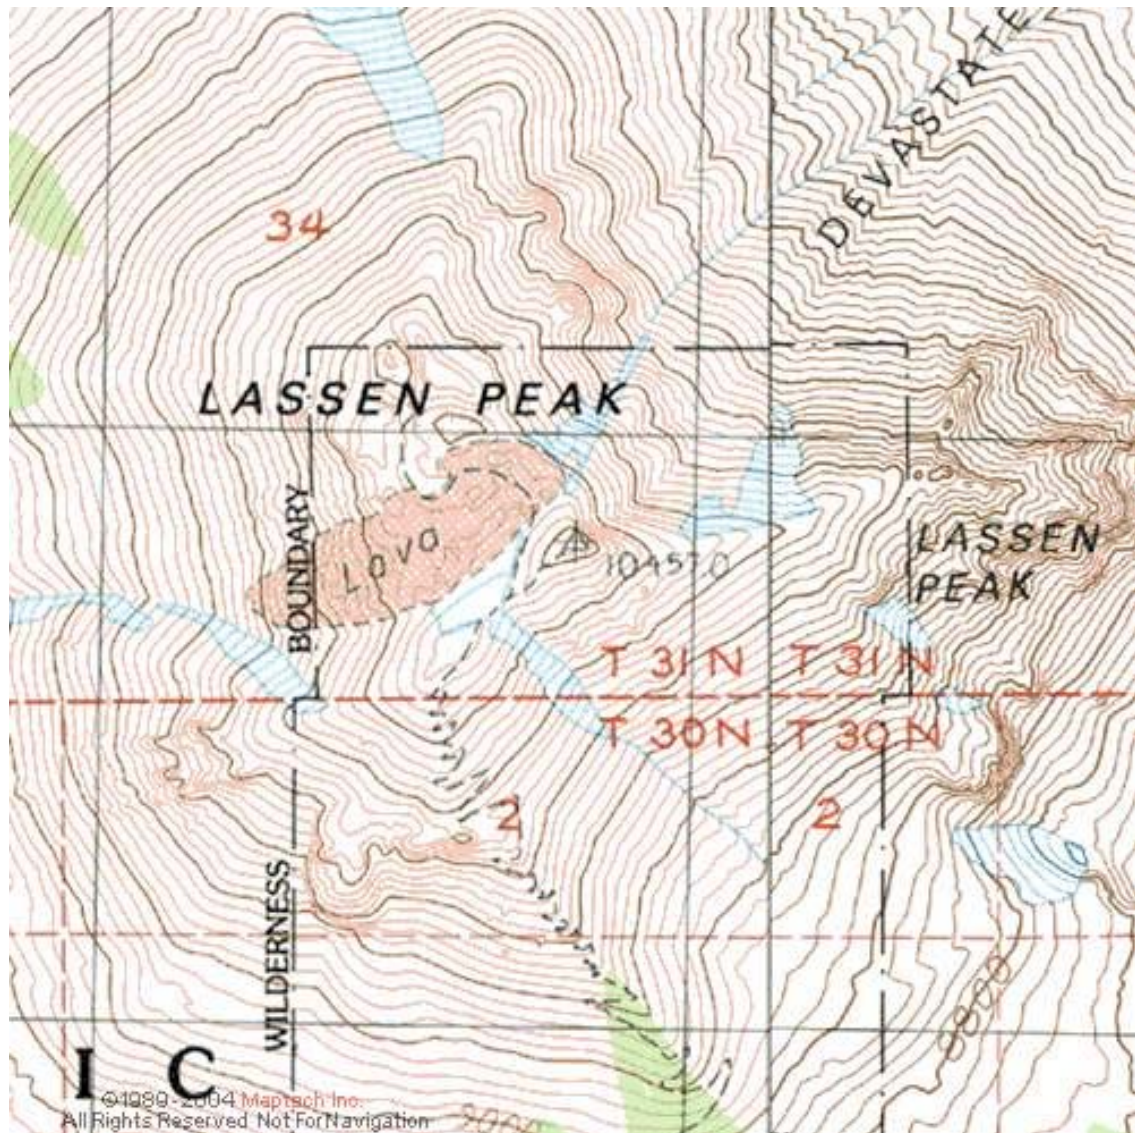 DEVASTATE
34
LASSEN PEAK
BOUNDARY
Lava
10457.0
LASSEN
PEAK
T 31 N T 31 N
T 30 N T 30 N
2 2
WILDERNESS
8800
I C
©1989-2004 Maptech Inc.
All Rights Reserved Not For Navigation